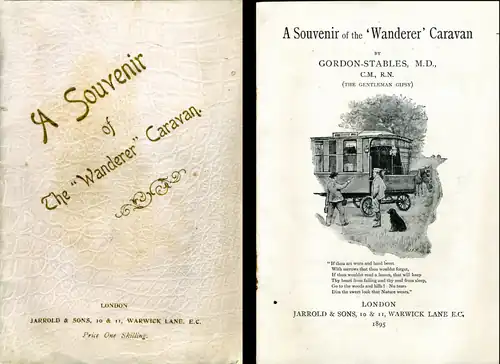 A Souvenir
of
The "Wanderer" Caravan.
LONDON
JARROLD & SONS, 10 & 11, WARWICK LANE. E.C.
Price One Shilling.
A Souvenir of the 'Wanderer' Caravan
BY
GORDON-STABLES, M.D.,
C.M., R.N.
(THE GENTLEMAN GIPSY)
"If thou art worn and hard beset
With sorrows that thou wouldst forget,
If thou wouldst read a lesson, that will keep
Thy heart from fainting and thy soul from sleep,
Go to the woods and hills! No tears
Dim the sweet look that Nature wears."
LONDON
JARROLD & SONS, 10 & 11, WARWICK LANE, E.C.
1895